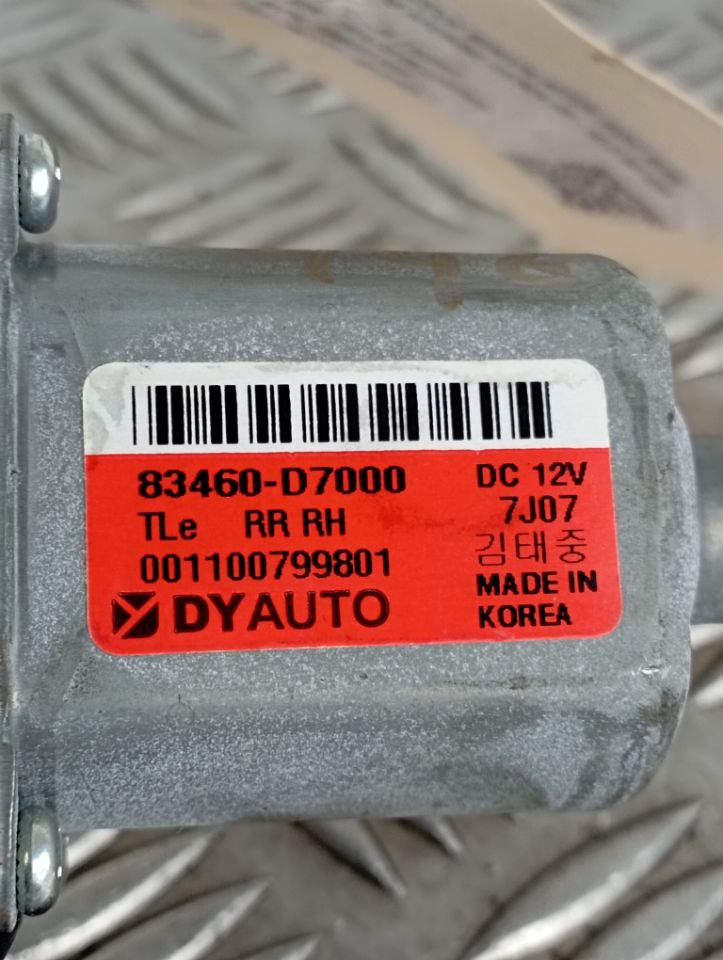 83460-D7000
DC 12V
TLe RR RH
7J07
001100799801
김태중
DYAUTO
MADE IN
KOREA